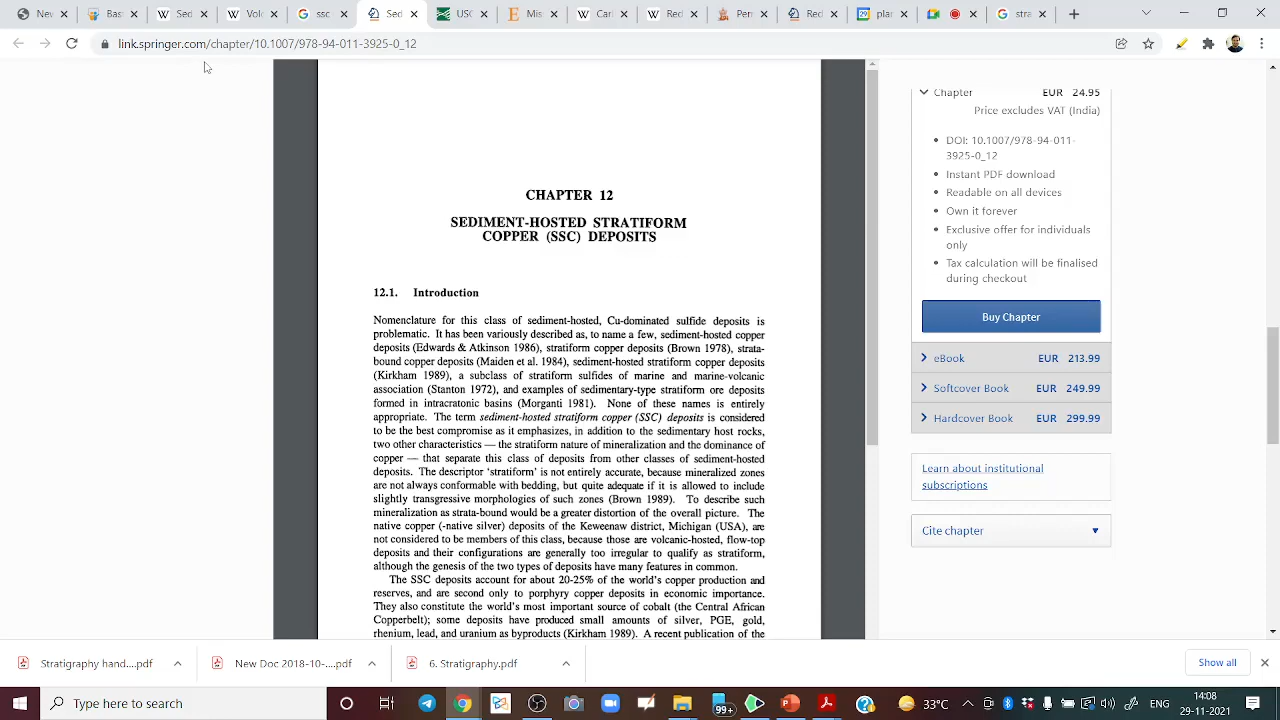 Nev
Bas
Sed
Vol
ssc
Sed
USG
Mis
Cari
Red
Peri
Red
plar
stra
link.springer.com/chapter/10.1007/978-94-011-3925-0_12
CHAPTER 12
SEDIMENT-HOSTED STRATIFORM
COPPER (SSC) DEPOSITS
12.1. Introduction
Nomenclature for this class of sediment-hosted, Cu-dominated sulfide deposits is
problematic. It has been variously described as, to name a few, sediment-hosted copper
deposits (Edwards & Atkinson 1986), stratiform copper deposits (Brown 1978), strata-
bound copper deposits (Maiden et al. 1984), sediment-hosted stratiform copper deposits
(Kirkham 1989), a subclass of stratiform sulfides of marine and marine-volcanic
association (Stanton 1972), and examples of sedimentary-type stratiform ore deposits
formed in intracratonic basins (Morganti 1981). None of these names is entirely
appropriate. The term sediment-hosted stratiform copper (SSC) deposits is considered
to be the best compromise as it emphasizes, in addition to the sedimentary host rocks,
two other characteristics — the stratiform nature of mineralization and the dominance of
copper — that separate this class of deposits from other classes of sediment-hosted
deposits. The descriptor 'stratiform' is not entirely accurate, because mineralized zones
are not always conformable with bedding, but quite adequate if it is allowed to include
slightly transgressive morphologies of such zones (Brown 1989). To describe such
mineralization as strata-bound would be a greater distortion of the overall picture. The
native copper (-native silver) deposits of the Keweenaw district, Michigan (USA), are
not considered to be members of this class, because those are volcanic-hosted, flow-top
deposits and their configurations are generally too irregular to qualify as stratiform,
although the genesis of the two types of deposits have many features in common.
The SSC deposits account for about 20-25% of the world's copper production and
reserves, and are second only to porphyry copper deposits in economic importance.
They also constitute the world's most important source of cobalt (the Central African
Copperbelt); some deposits have produced small amounts of silver, PGE, gold,
rhenium, lead, and uranium as byproducts (Kirkham 1989). A recent publication of the
Chapter EUR 24.95
Price excludes VAT (India)
DOI: 10.1007/978-94-011-
3925-0_12
Instant PDF download
Readable on all devices
Own it forever
Exclusive offer for individuals
only
Tax calculation will be finalised
during checkout
Buy Chapter
eBook EUR 213.99
Softcover Book EUR 249.99
Hardcover Book EUR 299.99
Learn about institutional
subscriptions
Cite chapter
Stratigraphy hand....pdf
New Doc 2018-10-....pdf
6. Stratigraphy.pdf
Show all
Type here to search
99+
33°C
ENG
14:08
29-11-2021